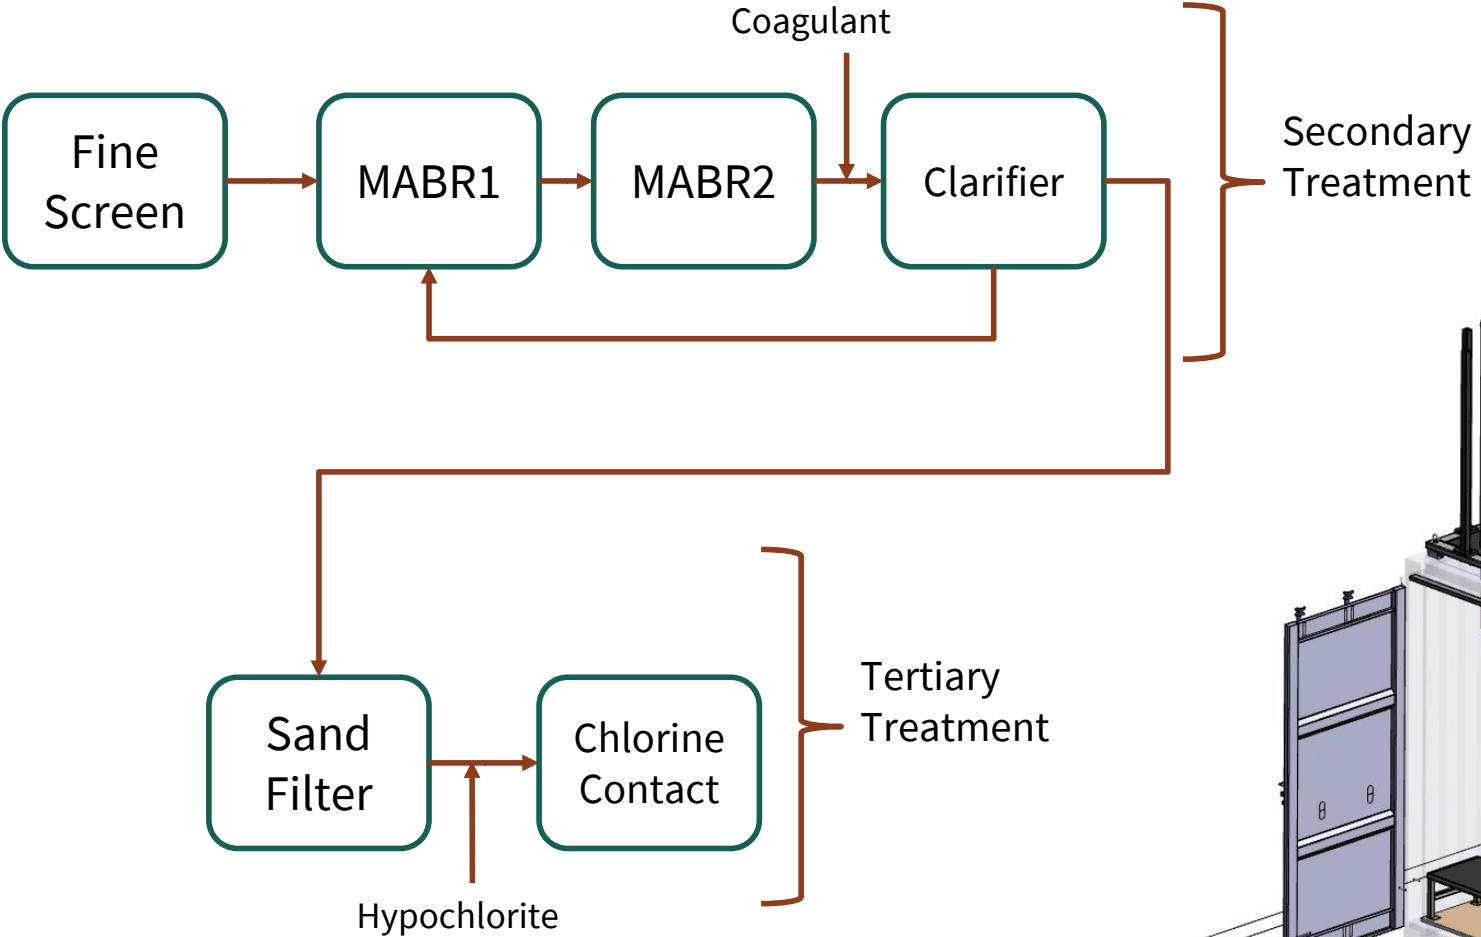 Coagulant
Fine
Screen
MABR1
MABR2
Clarifier
Secondary
Treatment
Sand
Filter
Chlorine
Contact
Tertiary
Treatment
Hypochlorite